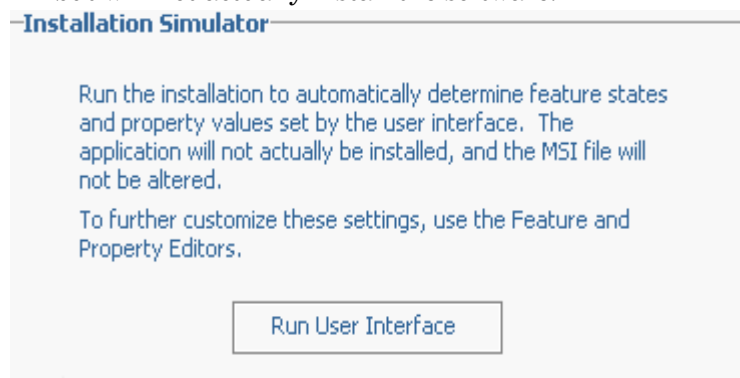 Installation Simulator
Run the installation to automatically determine feature states
and property values set by the user interface. The
application will not actually be installed, and the MSI file will
not be altered.
To further customize these settings, use the Feature and
Property Editors.
Run User Interface